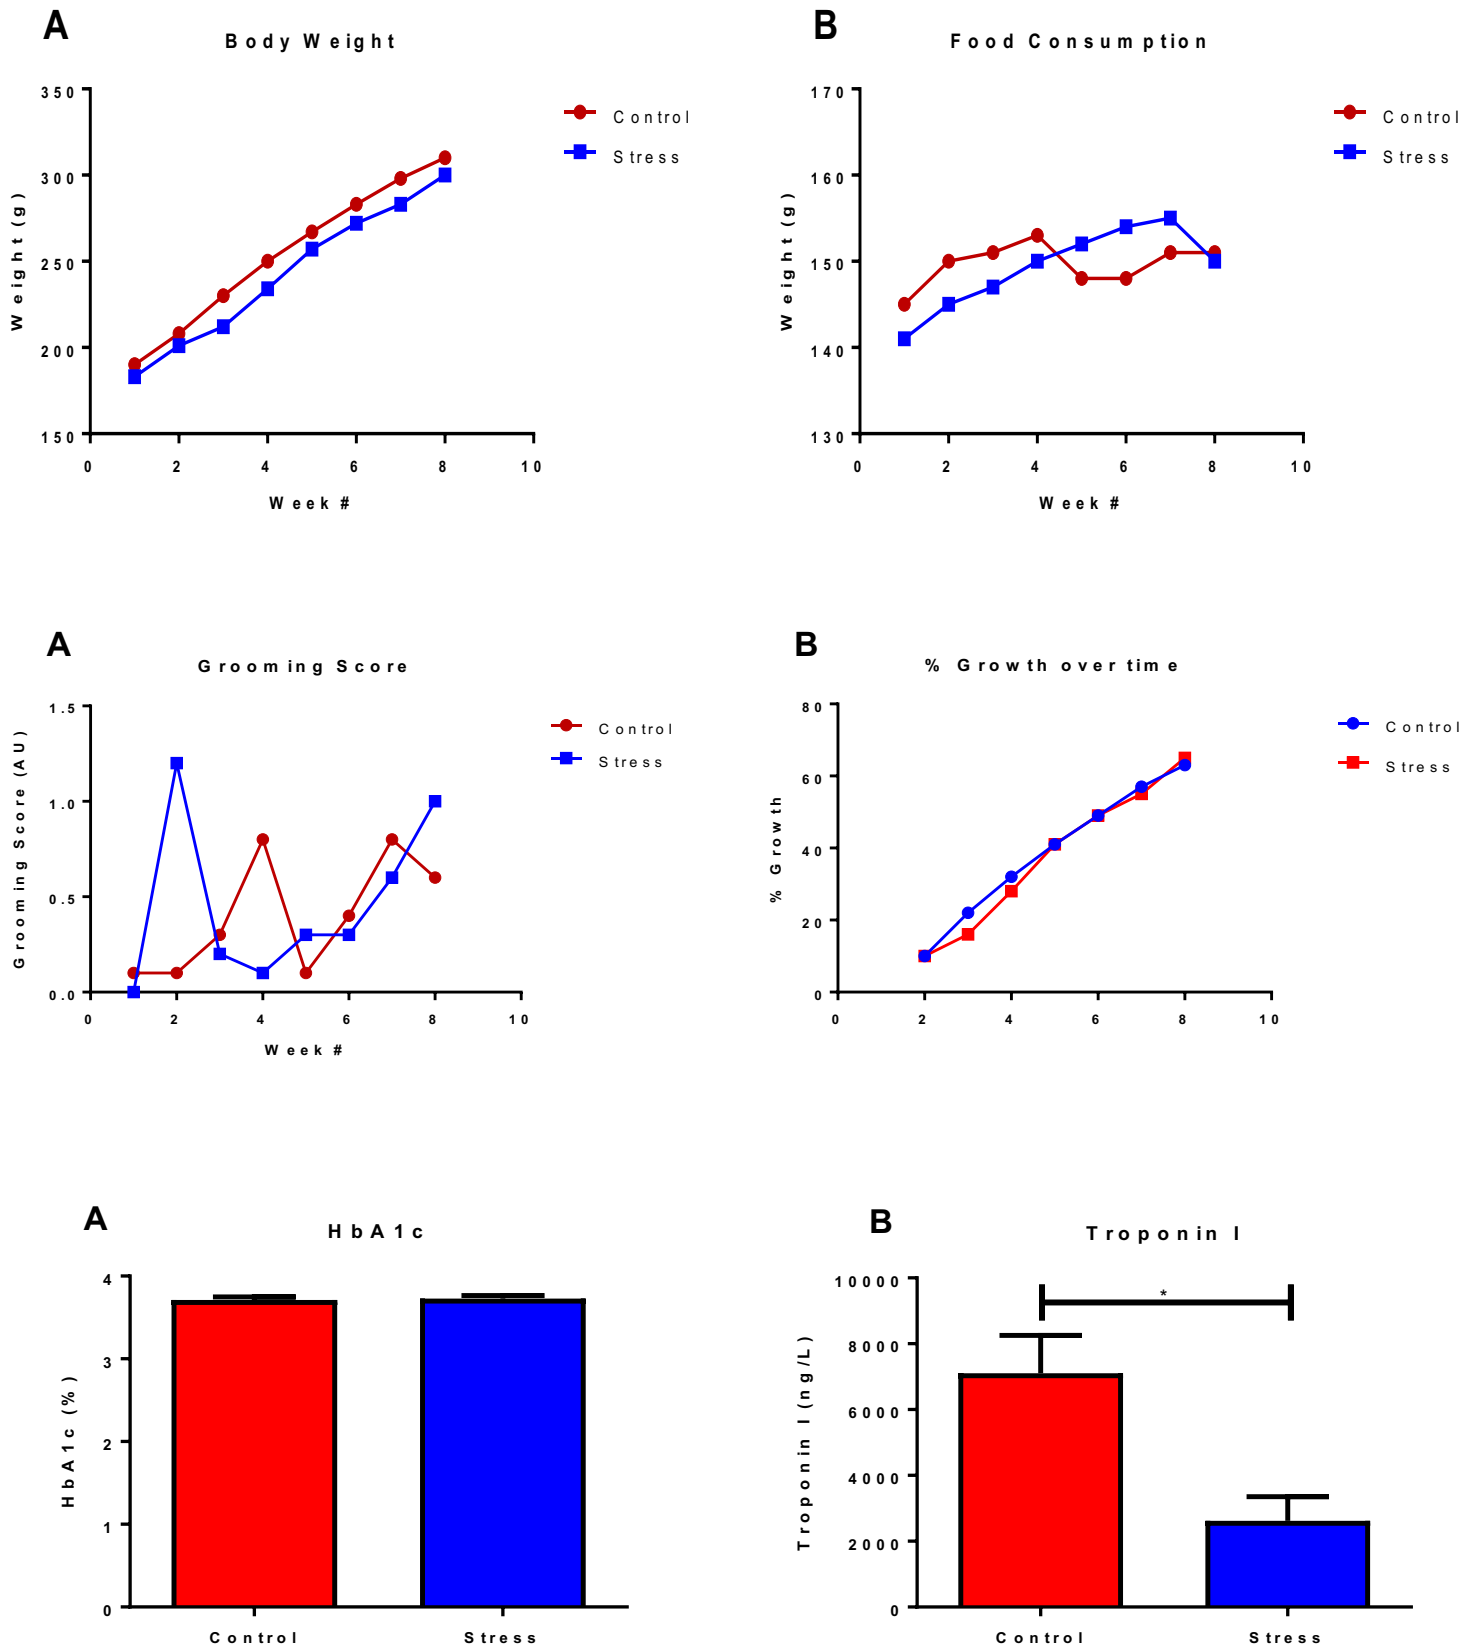 A
Body Weight
350
300
250
200
150
Weight (g)
0 2 4 6 8 10
Week #
Control
Stress
B
Food Consumption
170
160
150
140
130
Weight (g)
0 2 4 6 8 10
Week #
Control
Stress
A
Grooming Score
1.5
1.0
0.5
0.0
Grooming Score (AU)
0 2 4 6 8 10
Week #
Control
Stress
B
% Growth over time
80
60
40
20
0
% Growth
0 2 4 6 8 10
Control
Stress
A
HbA1c
4
3
2
1
0
HbA1c (%)
Control Stress
B
Troponin I
10000
8000
6000
4000
2000
0
Troponin I (ng/L)
*
Control Stress